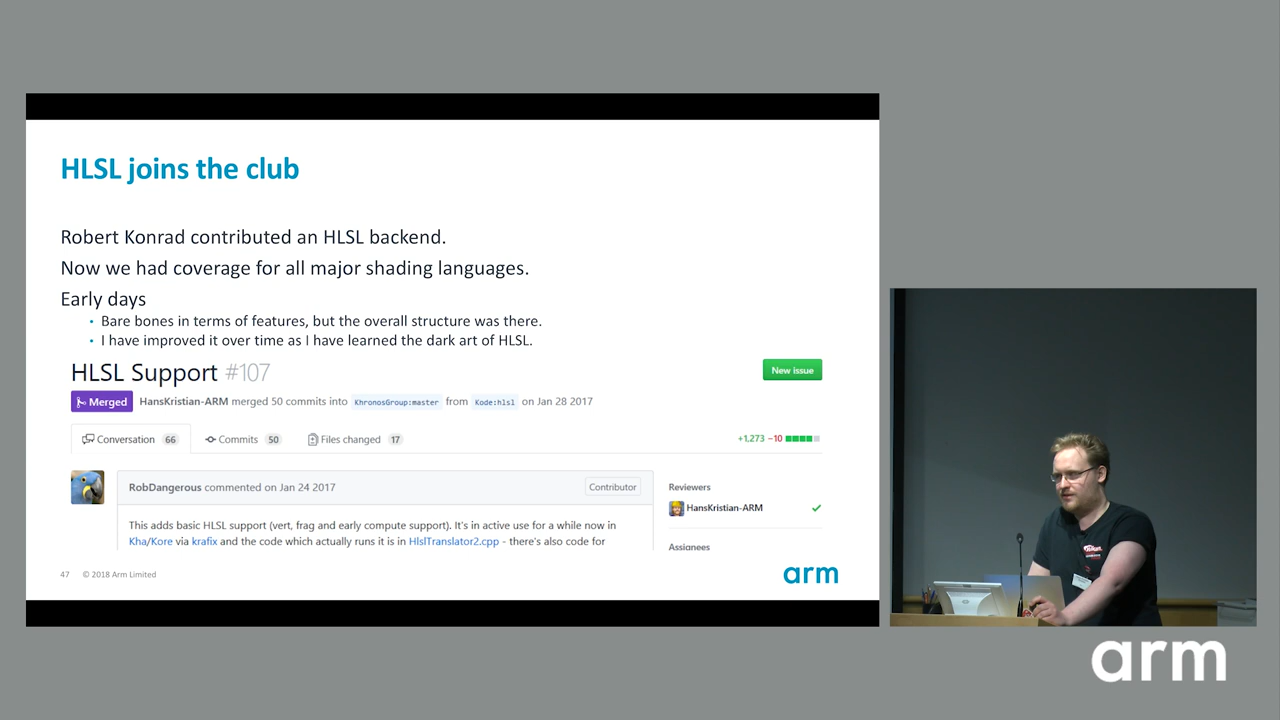 HLSL joins the club
Robert Konrad contributed an HLSL backend.
Now we had coverage for all major shading languages.
Early days
• Bare bones in terms of features, but the overall structure was there.
• I have improved it over time as I have learned the dark art of HLSL.
HLSL Support #107
New issue
Merged HansKristian-ARM merged 50 commits into KhronosGroup:master from Kode:hlsl on Jan 28 2017
Conversation 66 Commits 50 Files changed 17
+1,273 −10
RobDangerous commented on Jan 24 2017 Contributor
This adds basic HLSL support (vert, frag and early compute support). It's in active use for a while now in
Kha/Kore via krafix and the code which actually runs it is in HlslTranslator2.cpp - there's also code for
Reviewers
HansKristian-ARM
Assignees
47 © 2018 Arm Limited
arm
arm